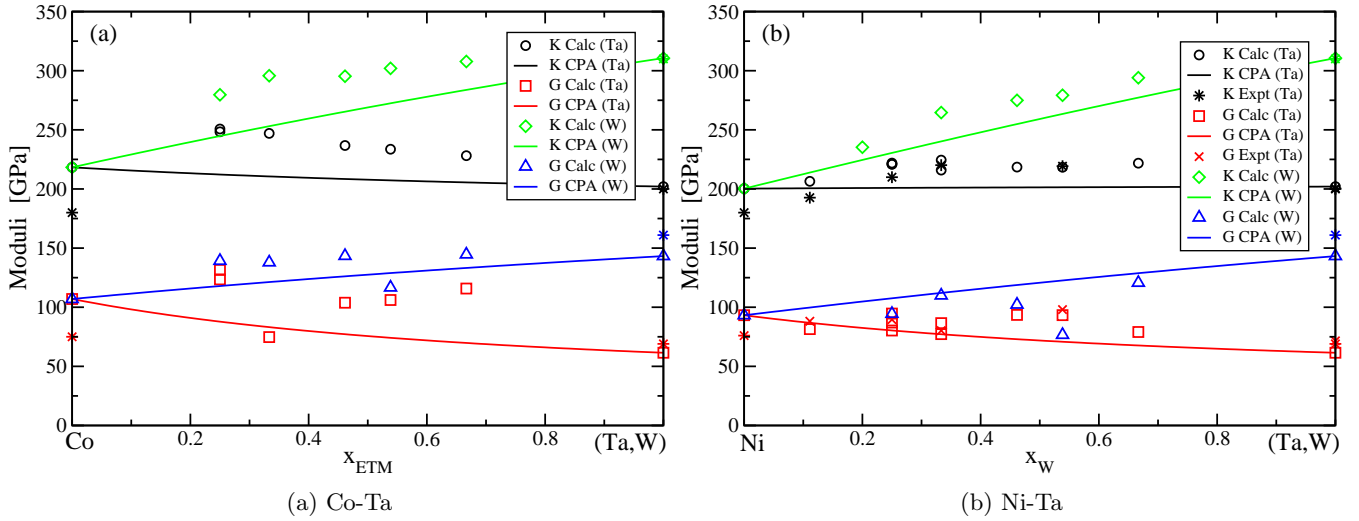 350
300
250
200
150
100
50
0
Moduli [GPa]
(a)
K Calc (Ta)
K CPA (Ta)
G Calc (Ta)
G CPA (Ta)
K Calc (W)
K CPA (W)
G Calc (W)
G CPA (W)
Co 0.2 0.4 0.6 0.8 (Ta,W)
x_ETM
(a) Co-Ta
350
300
250
200
150
100
50
0
Moduli [GPa]
(b)
K Calc (Ta)
K CPA (Ta)
K Expt (Ta)
G Calc (Ta)
G CPA (Ta)
G Expt (Ta)
K Calc (W)
K CPA (W)
G Calc (W)
G CPA (W)
Ni 0.2 0.4 0.6 0.8 (Ta,W)
x_W
(b) Ni-Ta